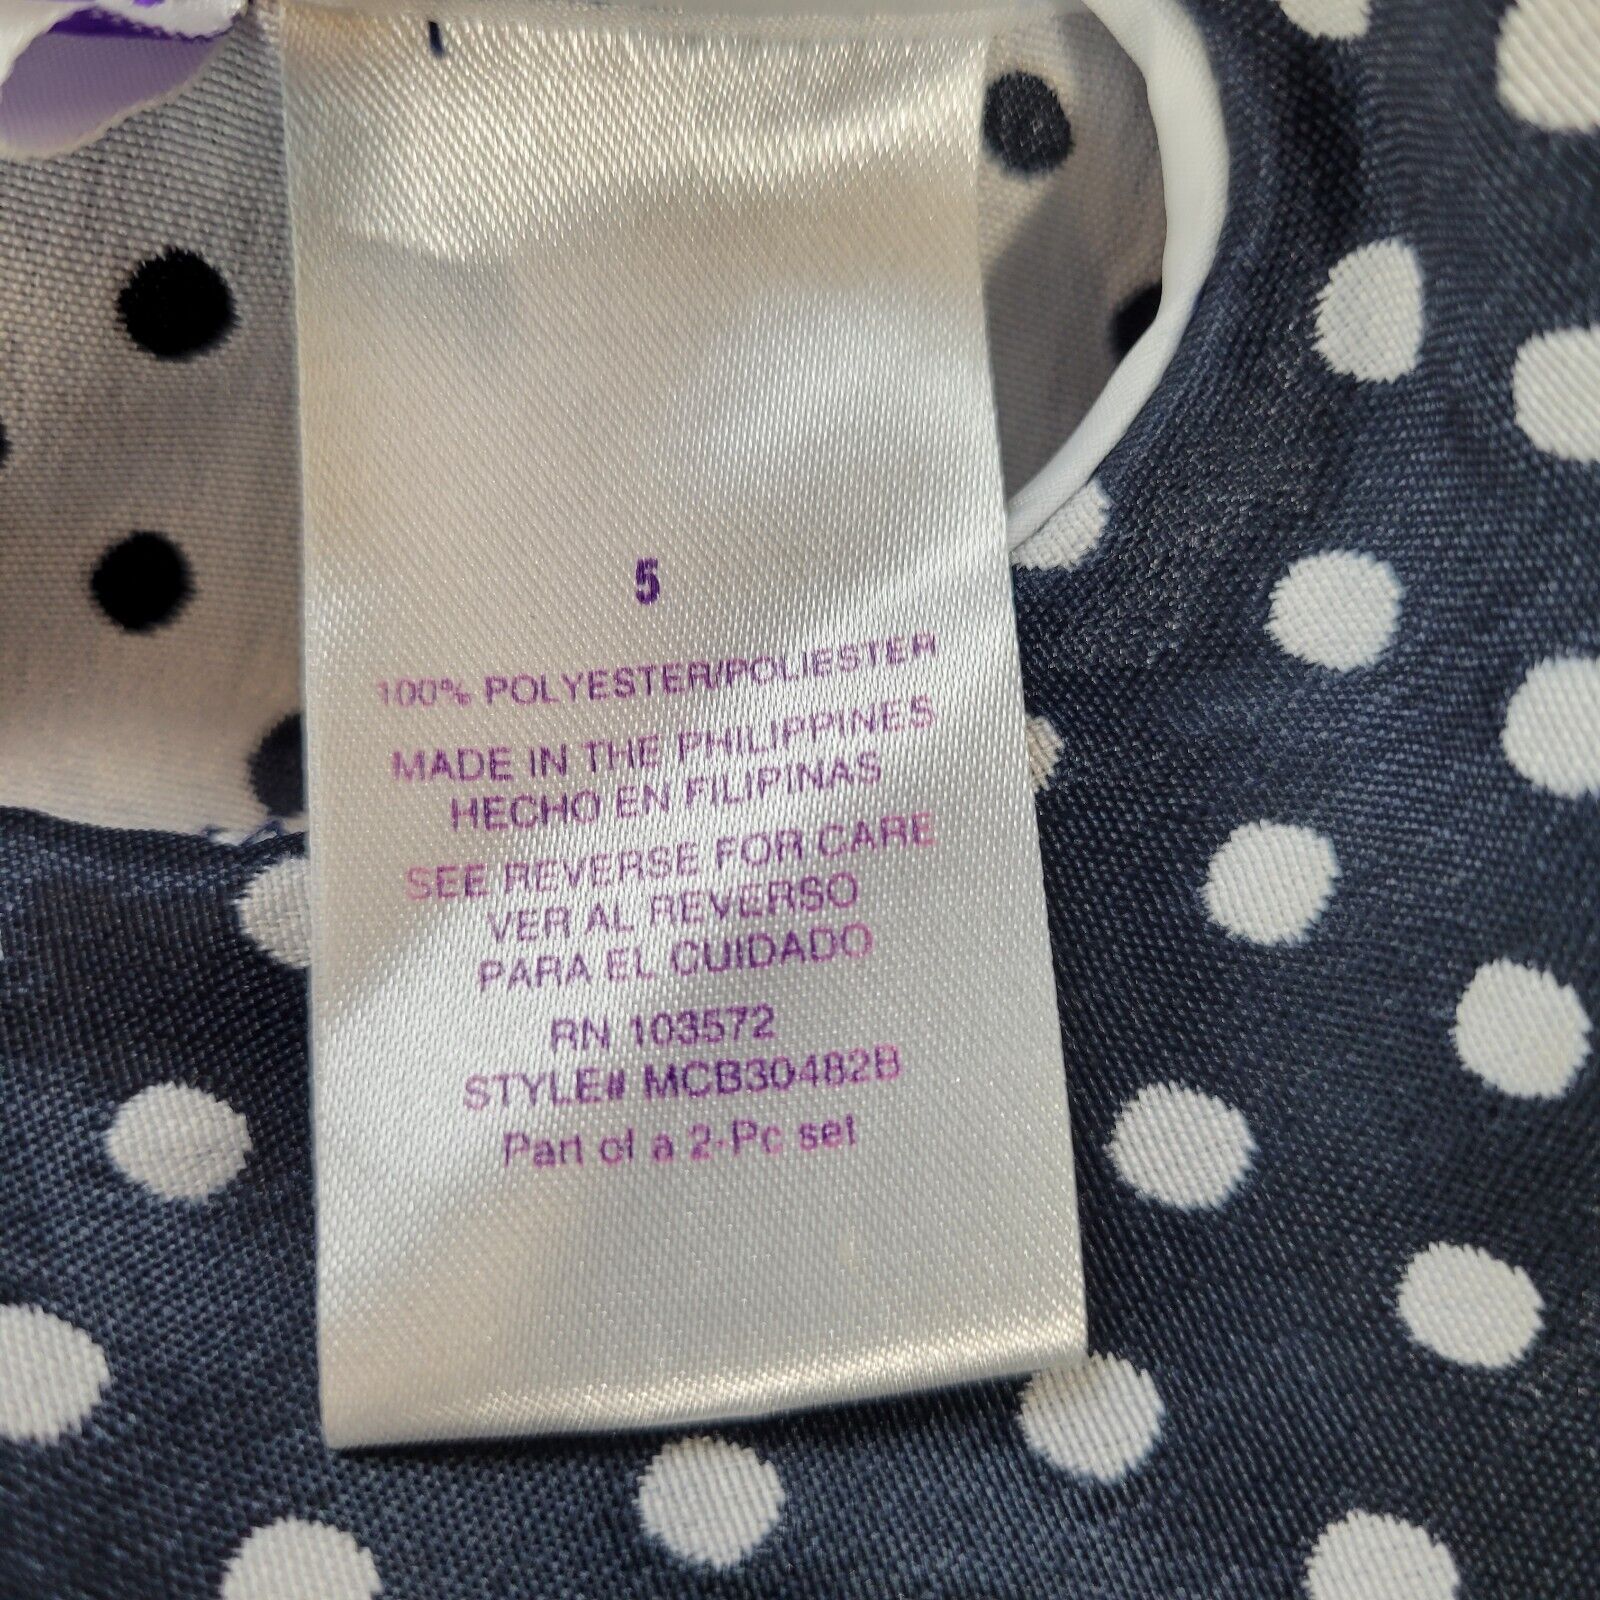 5
100% POLYESTER/POLIESTER
MADE IN THE PHILIPPINES
HECHO EN FILIPINAS
SEE REVERSE FOR CARE
VER AL REVERSO
PARA EL CUIDADO
RN 103572
STYLE# MCB30482B
Part of a 2-Pc set